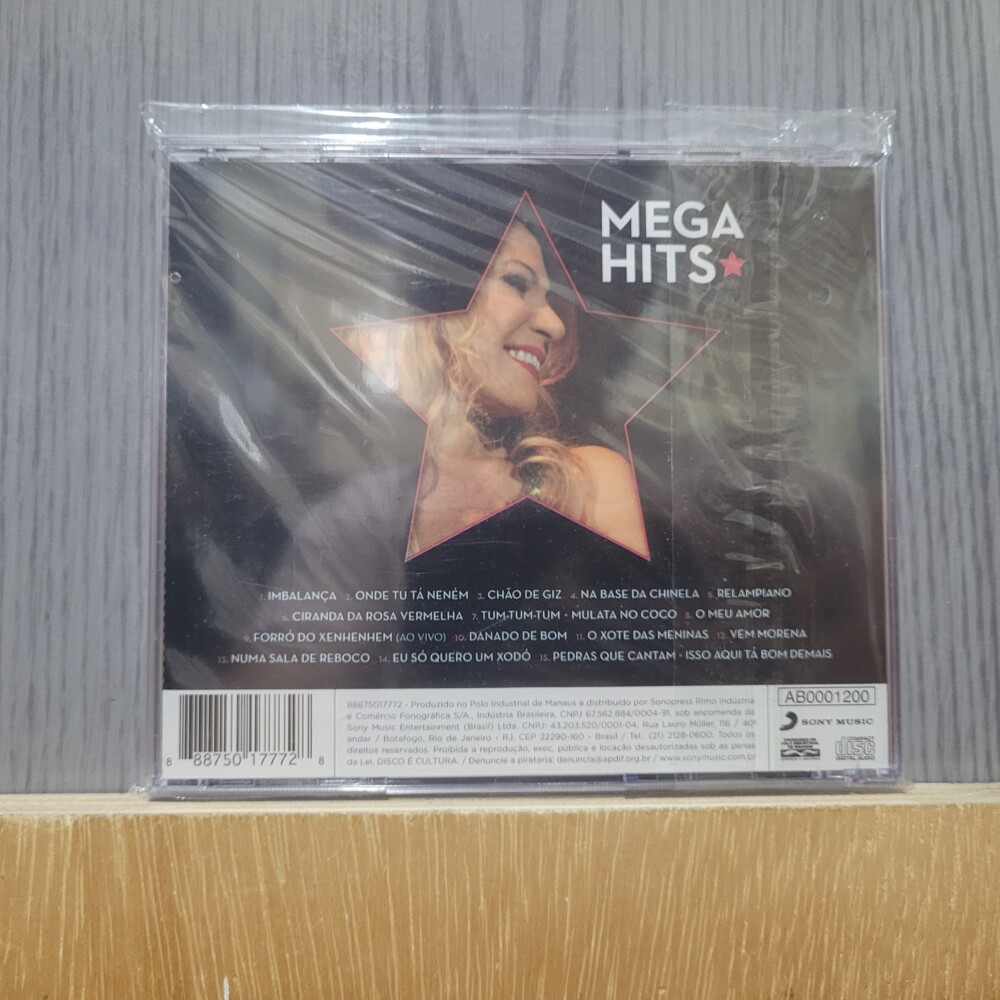 MEGA
HITS
1. IMBALANÇA 2. ONDE TU TÁ NENÉM 3. CHÃO DE GIZ 4. NA BASE DA CHINELA 5. RELAMPIANO
6. CIRANDA DA ROSA VERMELHA 7. TUM-TUM-TUM • MULATA NO COCO 8. O MEU AMOR
9. FORRÓ DO XENHENHEM (AO VIVO) 10. DANADO DE BOM 11. O XOTE DAS MENINAS 12. VEM MORENA
13. NUMA SALA DE REBOCO 14. EU SÓ QUERO UM XODÓ 15. PEDRAS QUE CANTAM • ISSO AQUI TÁ BOM DEMAIS
88875017772 - Produzido no Polo Industrial de Manaus e distribuído por Sonopress Rimo Indústria
e Comércio Fonográfica S/A., Indústria Brasileira, CNPJ 67.562.884/0004-91, sob encomenda da
Sony Music Entertainment (Brasil) Ltda. CNPJ: 43.203.520/0001-04, Rua Lauro Müller, 116 / 40º
andar / Botafogo, Rio de Janeiro - RJ, CEP 22290-160 - Brasil / Tel. (21) 2128-0600. Todos os
direitos reservados. Proibida a reprodução, exec. pública e locação desautorizadas sob as penas
da Lei. DISCO É CULTURA. / Denuncie a pirataria: denuncia@apdif.org.br / www.sonymusic.com.br
8 88750 17772 8
AB0001200
SONY MUSIC
COMPACT
disc
DIGITAL AUDIO